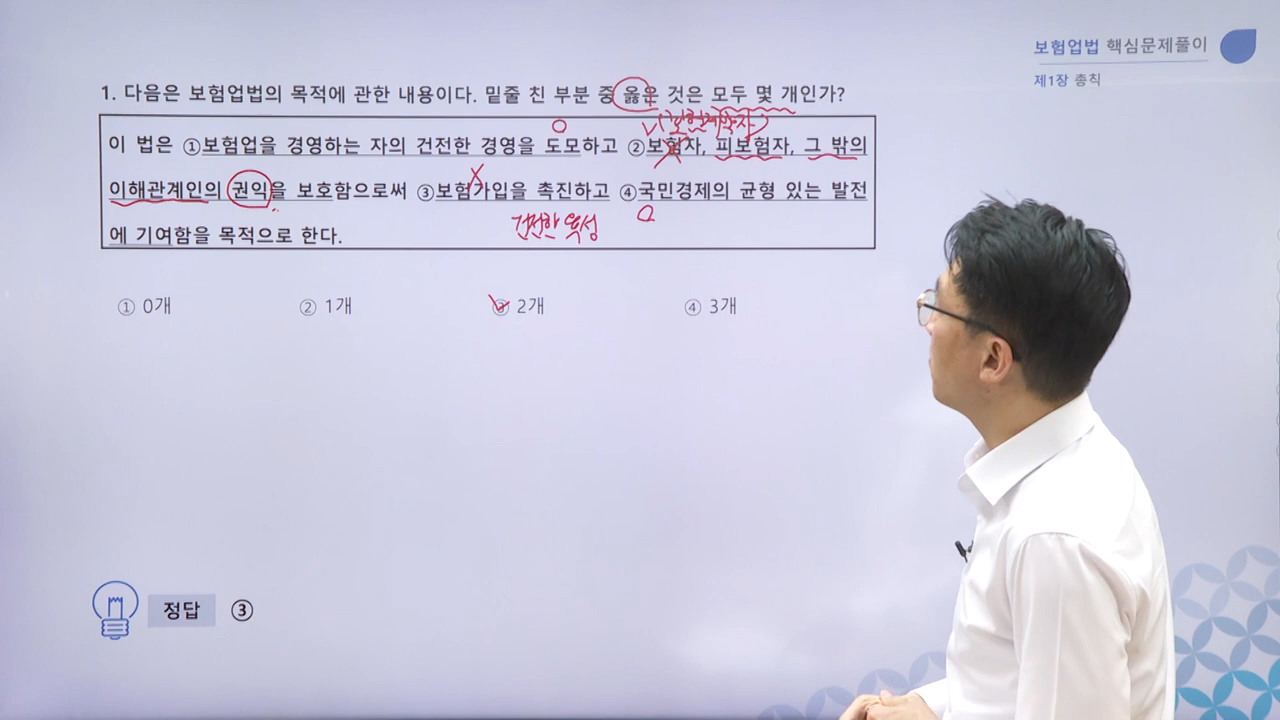 보험업법 핵심문제풀이
제1장 총칙
1. 다음은 보험업법의 목적에 관한 내용이다. 밑줄 친 부분 중 옳은 것은 모두 몇 개인가?
(보험계약자)
이 법은 ①보험업을 경영하는 자의 건전한 경영을 도모하고 ②보험자, 피보험자, 그 밖의
이해관계인의 권익을 보호함으로써 ③보험가입을 촉진하고 ④국민경제의 균형 있는 발전
건전한 육성
에 기여함을 목적으로 한다.
① 0개 ② 1개 ③ 2개 ④ 3개
정답 ③